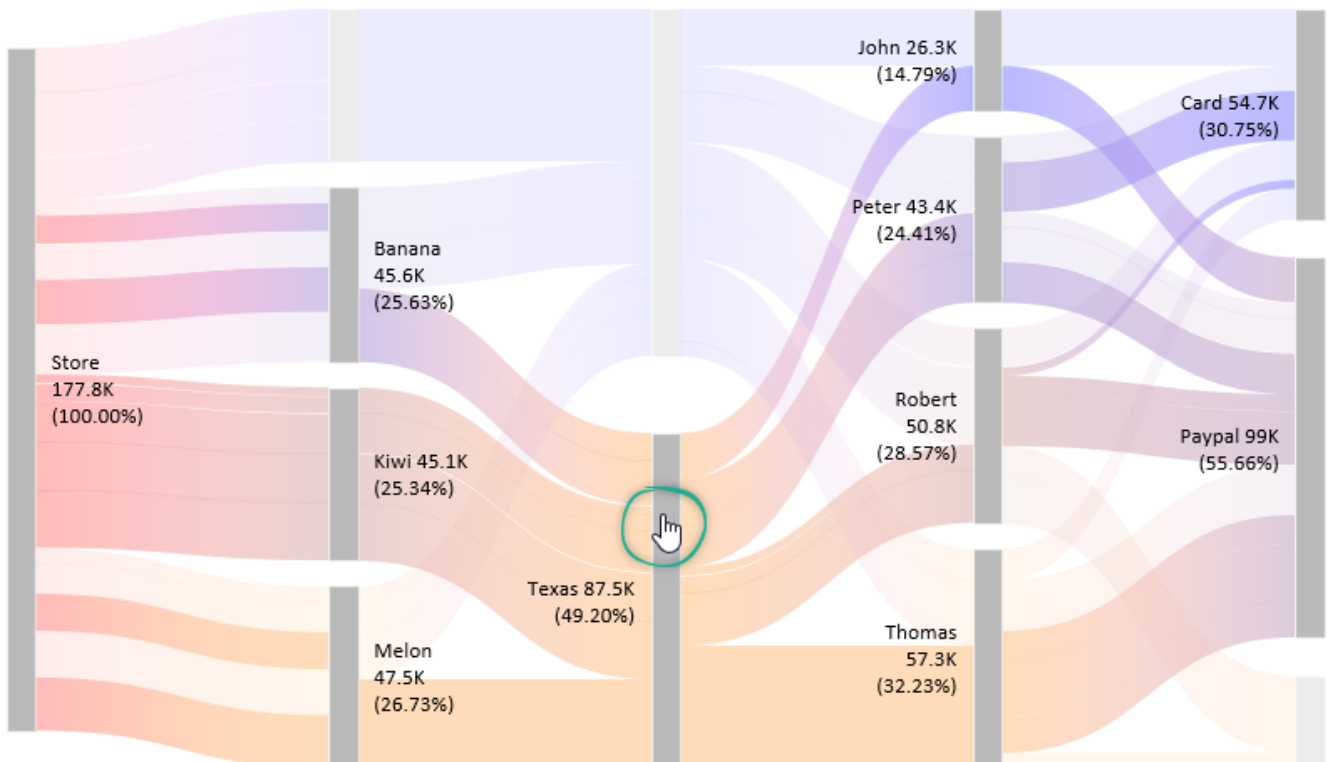 Store
177.8K
(100.00%)
Banana
45.6K
(25.63%)
Kiwi 45.1K
(25.34%)
Melon
47.5K
(26.73%)
Texas 87.5K
(49.20%)
John 26.3K
(14.79%)
Peter 43.4K
(24.41%)
Robert
50.8K
(28.57%)
Thomas
57.3K
(32.23%)
Card 54.7K
(30.75%)
Paypal 99K
(55.66%)